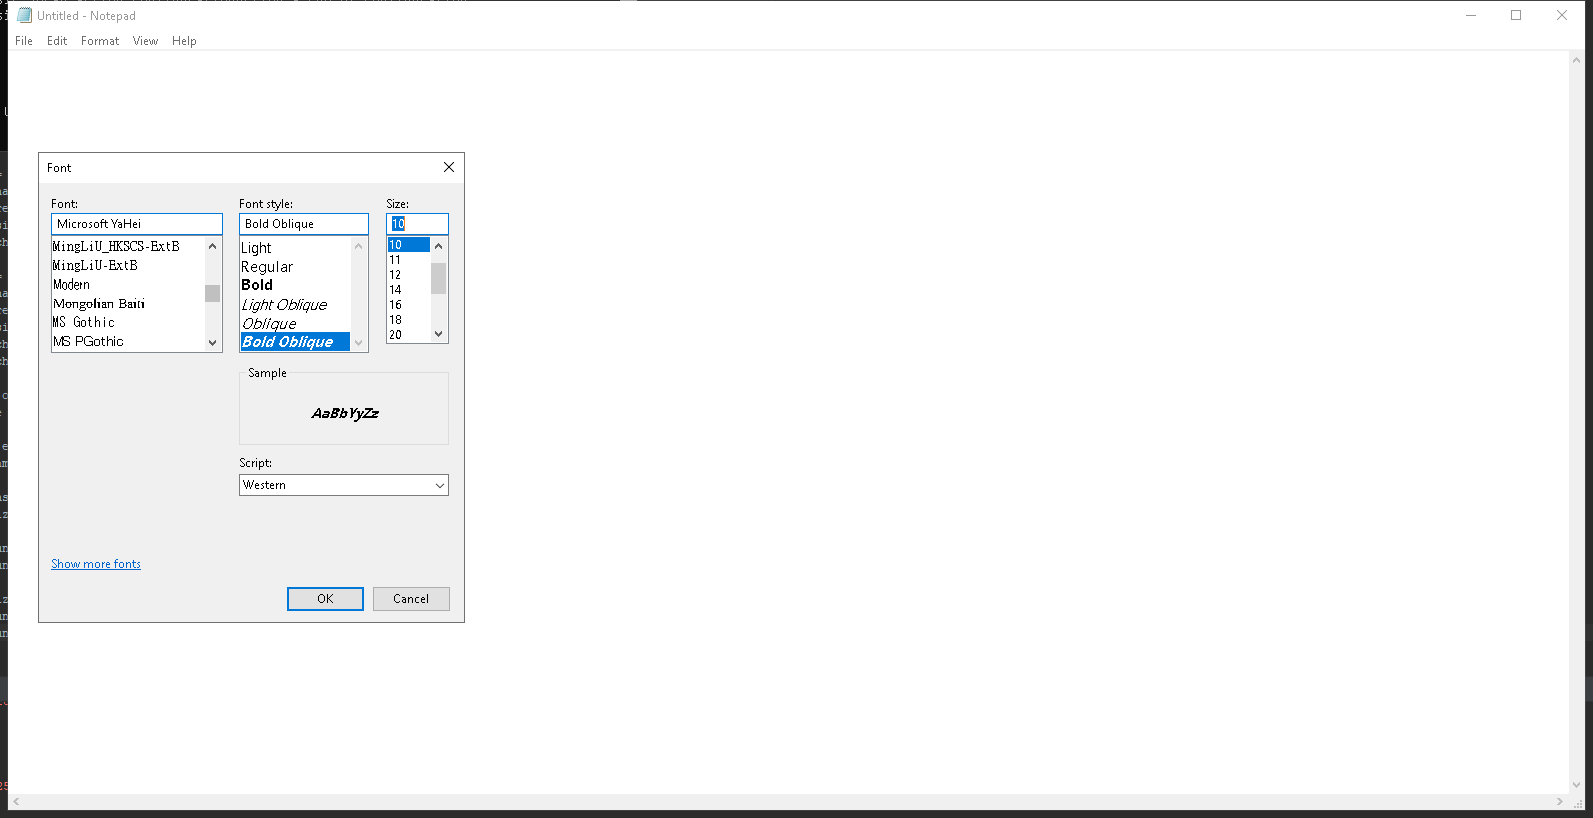 Untitled - Notepad
File Edit Format View Help
Font
Font: Font style: Size:
Microsoft YaHei Bold Oblique 10
MingLiU_HKSCS-ExtB
MingLiU-ExtB
Modern
Mongolian Baiti
MS Gothic
MS PGothic
Light
Regular
Bold
Light Oblique
Oblique
Bold Oblique
10
11
12
14
16
18
20
Sample
AaBbYyZz
Script:
Western
Show more fonts
OK Cancel